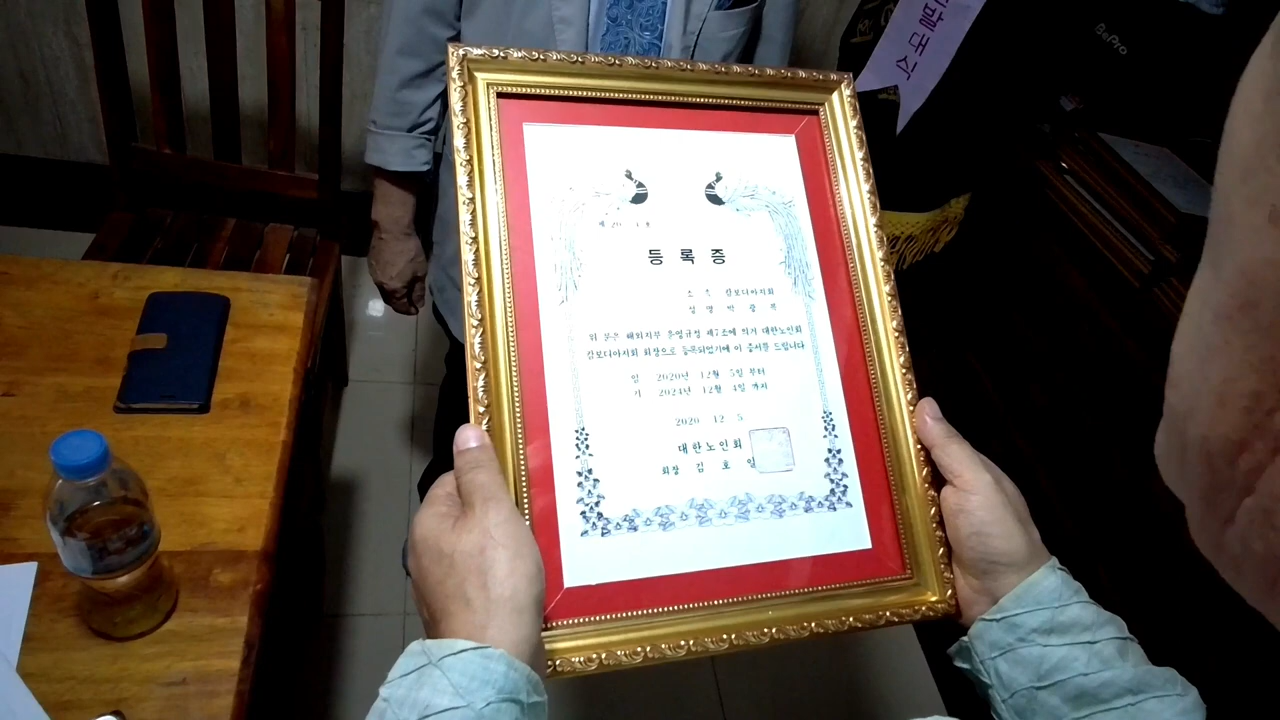 제 20 - 1 호
등 록 증
소 속 캄보디아지회
성 명 박 광 복
위 분은 해외지부 운영규정 제7조에 의거 대한노인회
캄보디아지회 회장으로 등록되었기에 이 증서를 드립니다
임 2020년 12월 5일 부터
기 2024년 12월 4일 까지
2020 12 5
대한노인회
회장 김 호 일
BePro